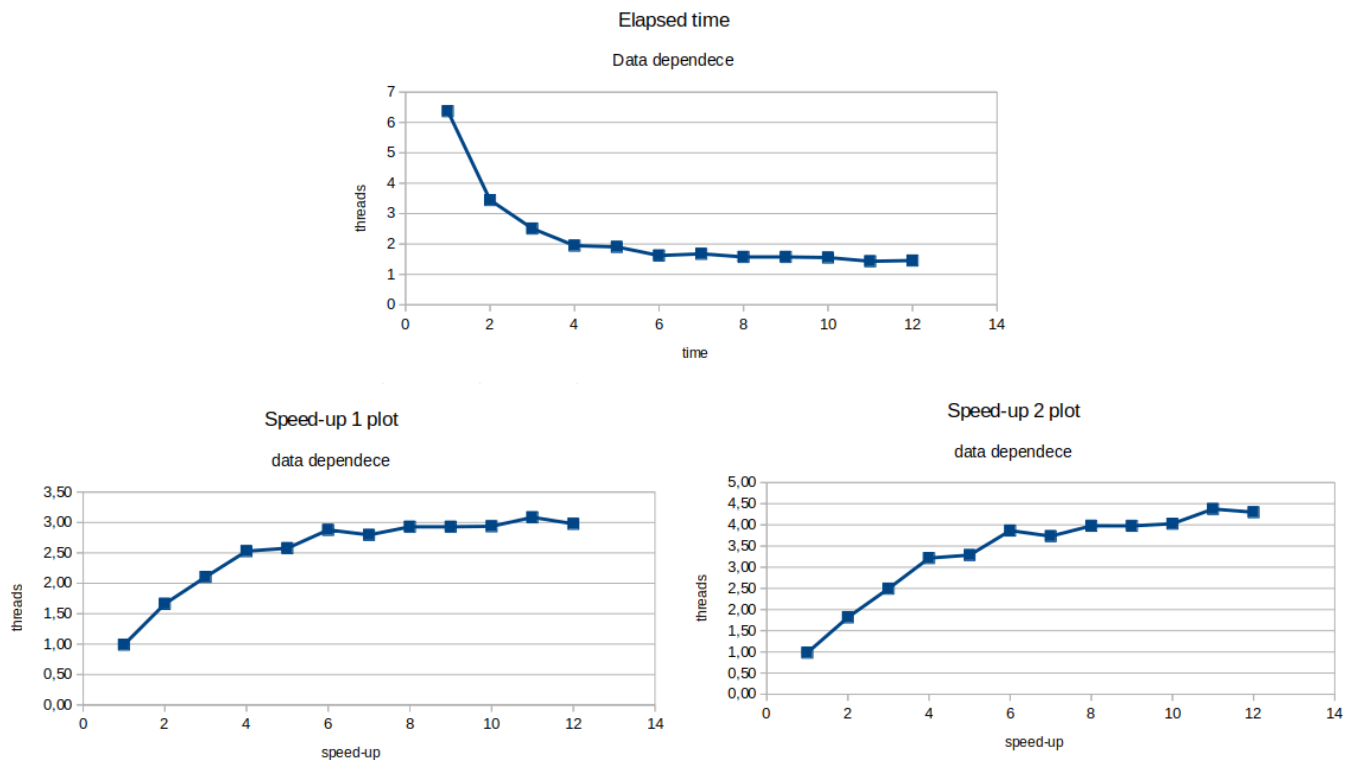 Elapsed time
Data dependece
7
6
5
4
3
2
1
0
threads
0 2 4 6 8 10 12 14
time
Speed-up 1 plot
data dependece
3,50
3,00
2,50
2,00
1,50
1,00
0,50
0,00
threads
0 2 4 6 8 10 12 14
speed-up
Speed-up 2 plot
data dependece
5,00
4,50
4,00
3,50
3,00
2,50
2,00
1,50
1,00
0,50
0,00
threads
0 2 4 6 8 10 12 14
speed-up